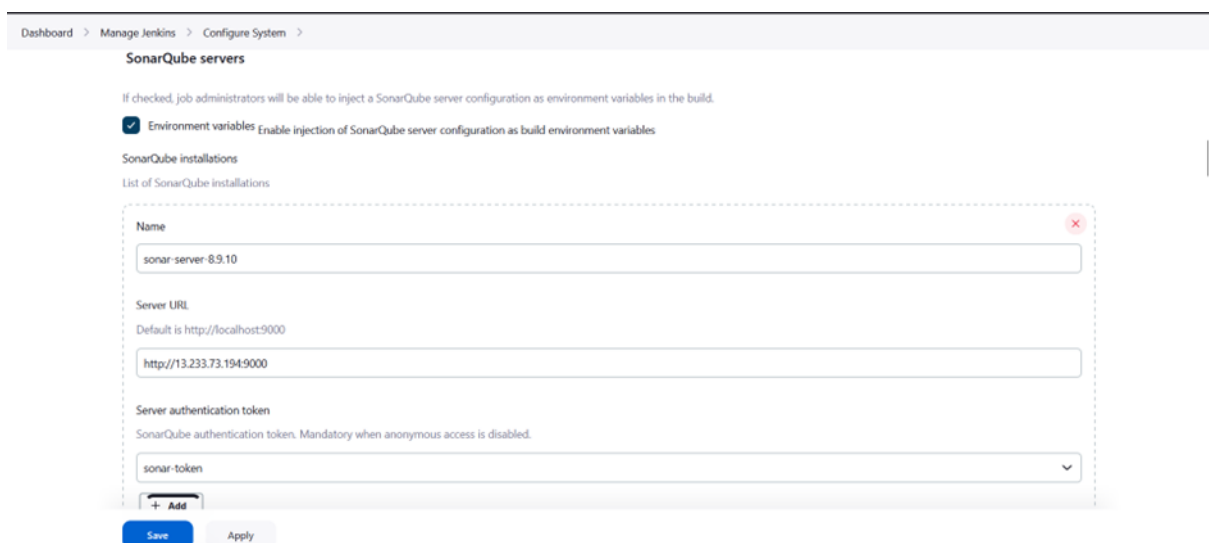 Dashboard > Manage Jenkins > Configure System >
SonarQube servers
If checked, job administrators will be able to inject a SonarQube server configuration as environment variables in the build.
Environment variables Enable injection of SonarQube server configuration as build environment variables
SonarQube installations
List of SonarQube installations
Name
sonar-server-8.9.10
Server URL
Default is http://localhost:9000
http://13.233.73.194:9000
Server authentication token
SonarQube authentication token. Mandatory when anonymous access is disabled.
sonar-token
+ Add
Save Apply